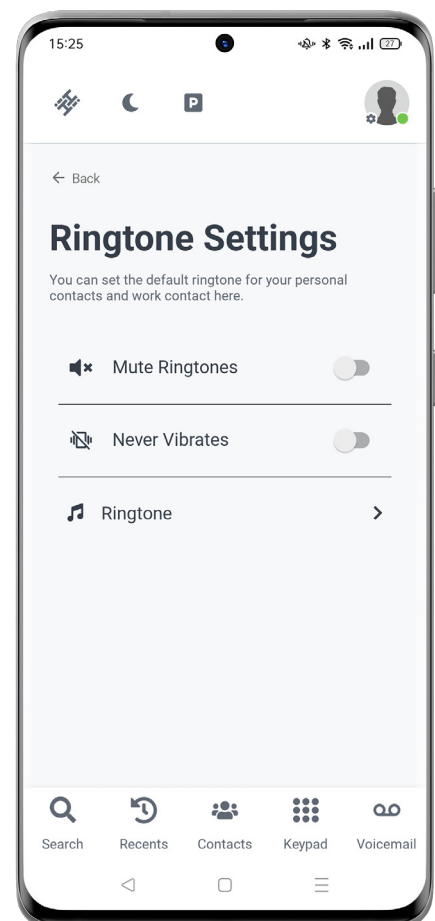 15:25
27
P
Back
Ringtone Settings
You can set the default ringtone for your personal
contacts and work contact here.
Mute Ringtones
Never Vibrates
Ringtone
Search Recents Contacts Keypad Voicemail